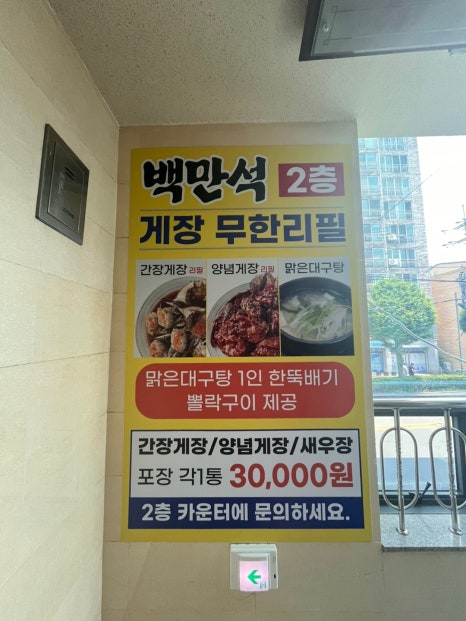 백만석 2층
게장 무한리필
간장게장 리필 양념게장 리필 맑은대구탕
맑은대구탕 1인 한뚝배기
뽈락구이 제공
간장게장/양념게장/새우장
포장 각1통 30,000원
2층 카운터에 문의하세요.